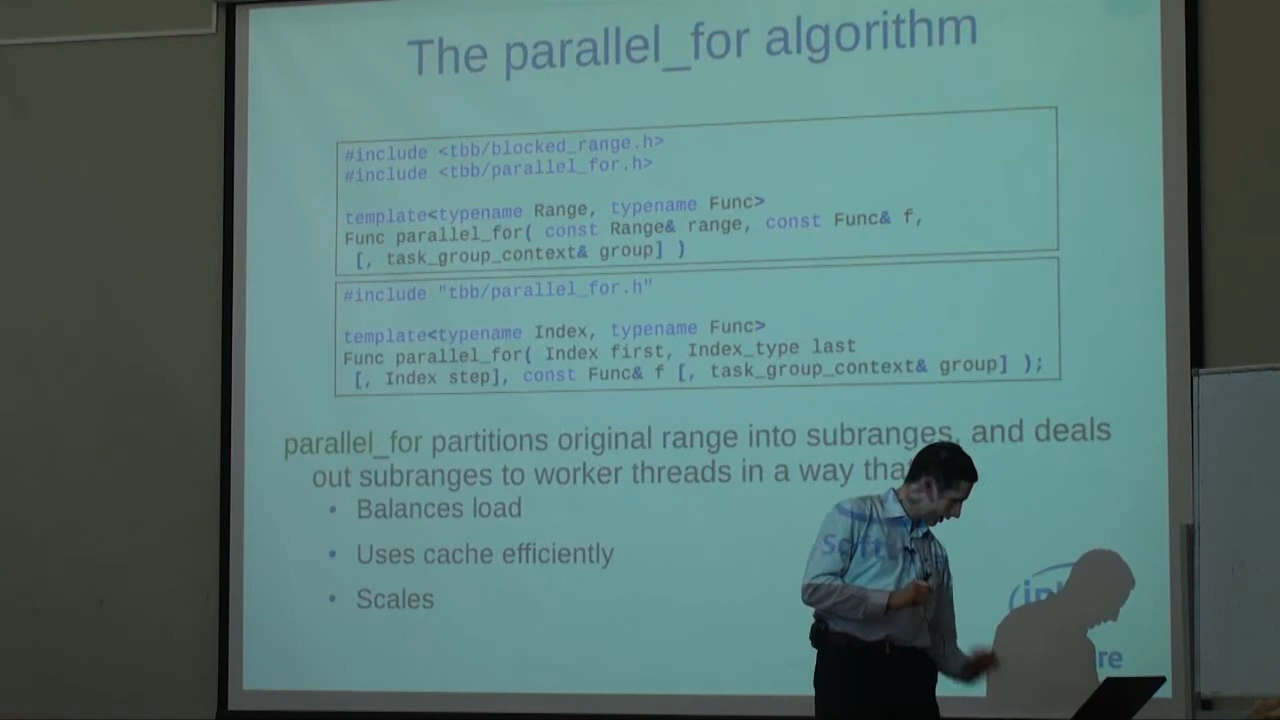 The parallel_for algorithm
#include <tbb/blocked_range.h>
#include <tbb/parallel_for.h>
template<typename Range, typename Func>
Func parallel_for( const Range& range, const Func& f,
[, task_group_context& group] )
#include "tbb/parallel_for.h"
template<typename Index, typename Func>
Func parallel_for( Index first, Index_type last
[, Index step], const Func& f [, task_group_context& group] );
parallel_for partitions original range into subranges, and deals
out subranges to worker threads in a way
• Balances load
• Uses cache efficiently
• Scales